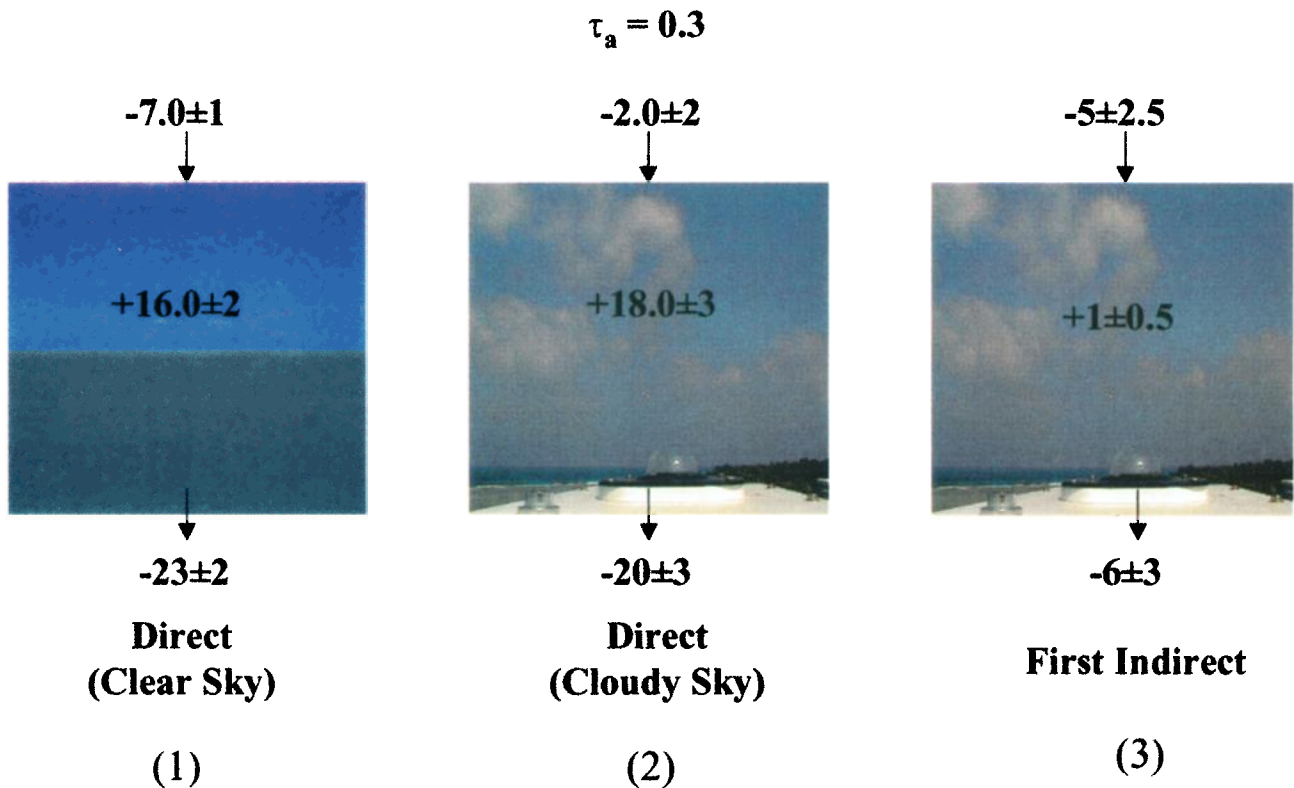 τa = 0.3
-7.0±1
-2.0±2
-5±2.5
+16.0±2
+18.0±3
+1±0.5
-23±2
-20±3
-6±3
Direct
(Clear Sky)
Direct
(Cloudy Sky)
First Indirect
(1)
(2)
(3)